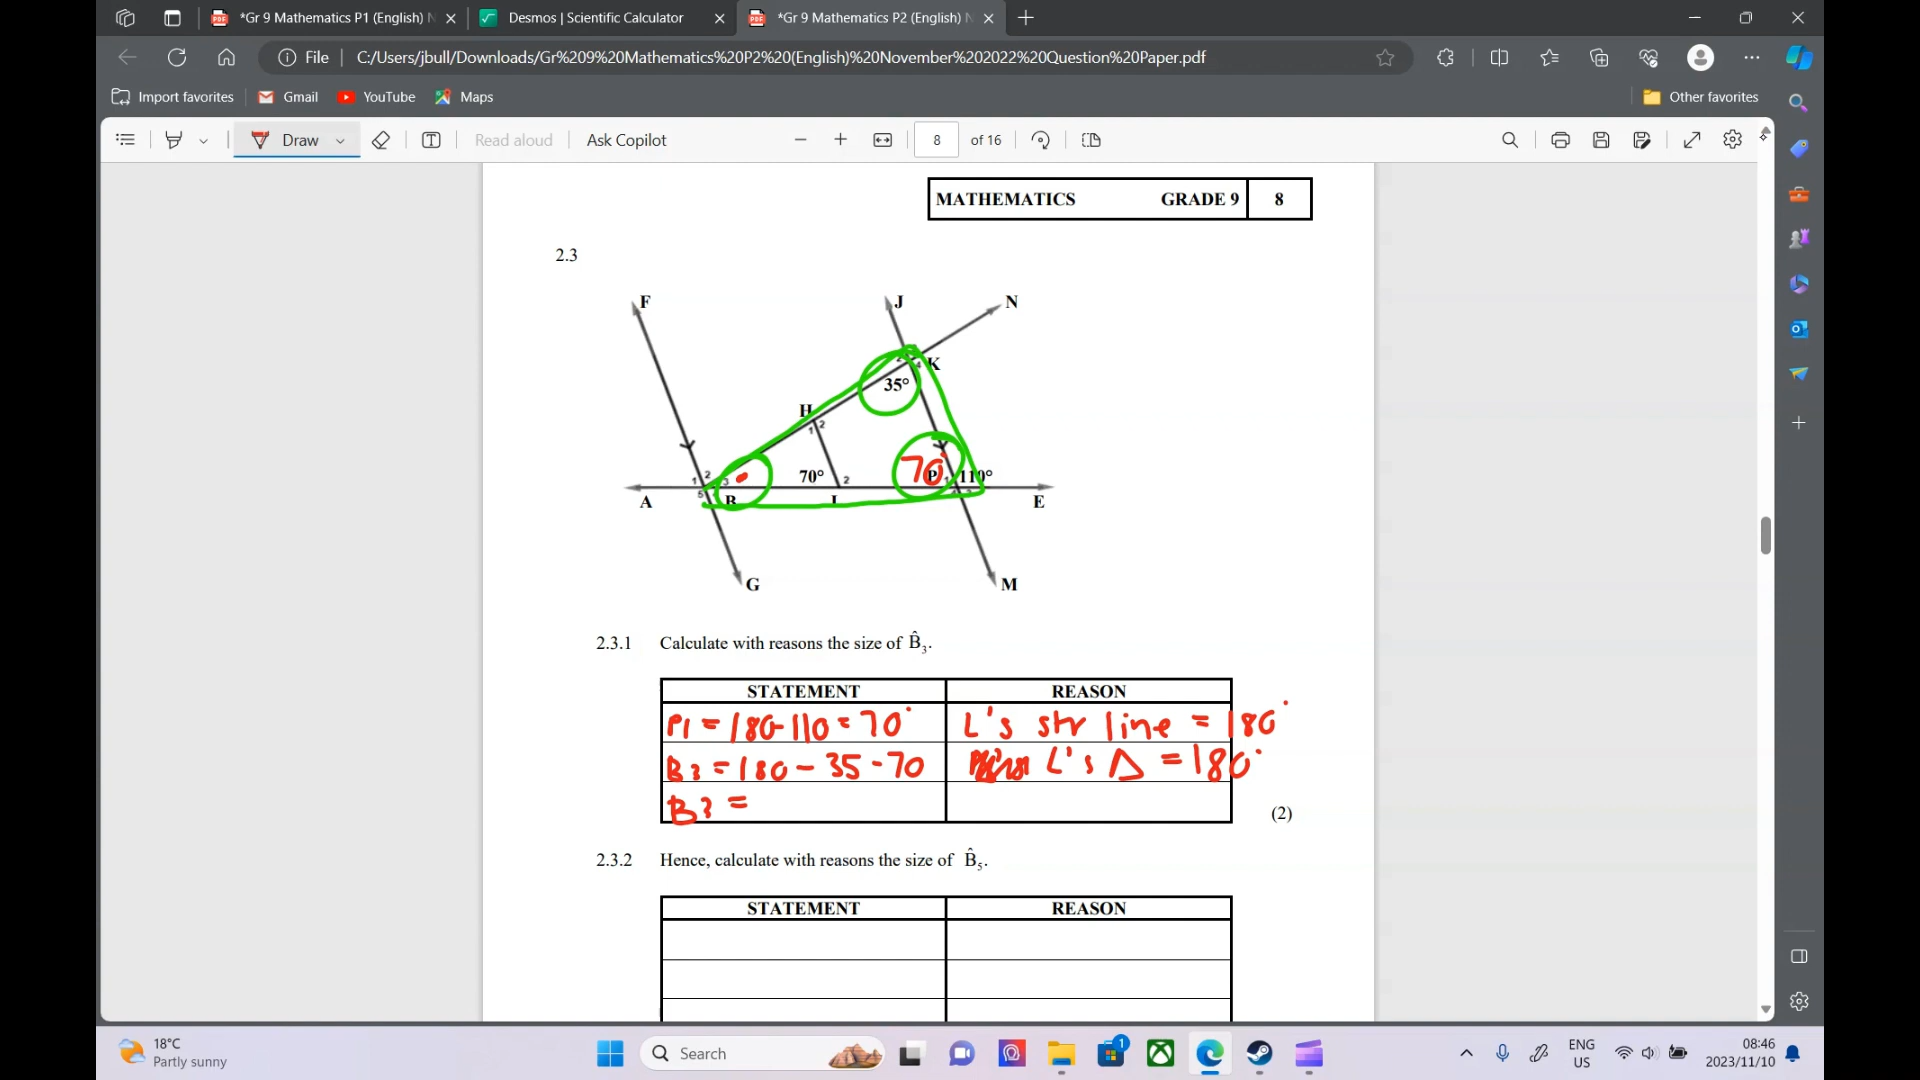 *Gr 9 Mathematics P1 (English) N
Desmos | Scientific Calculator
*Gr 9 Mathematics P2 (English) N
File
C:/Users/jbull/Downloads/Gr%209%20Mathematics%20P2%20(English)%20November%202022%20Question%20Paper.pdf
Import favorites
Gmail
YouTube
Maps
Other favorites
Draw
Read aloud
Ask Copilot
8
of 16
MATHEMATICS GRADE 9 8
2.3
F
J
N
2
4
K
35°
H
1
2
70°
1
2
3
70°
2
P
1
110°
5
A
B
I
E
G
M
2.3.1 Calculate with reasons the size of B̂₃.
STATEMENT REASON
P1 = 180-110 = 70° L's str line = 180°
B3 = 180 - 35 - 70 L's Δ = 180°
B3 =
(2)
2.3.2 Hence, calculate with reasons the size of B̂₅.
STATEMENT REASON
18°C
Partly sunny
Search
1
ENG
US
08:46
2023/11/10